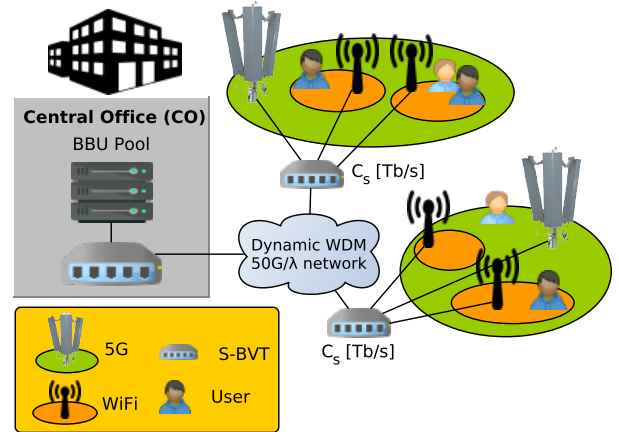 Central Office (CO)
BBU Pool
C_s [Tb/s]
Dynamic WDM
50G/λ network
C_s [Tb/s]
5G
S-BVT
WiFi
User